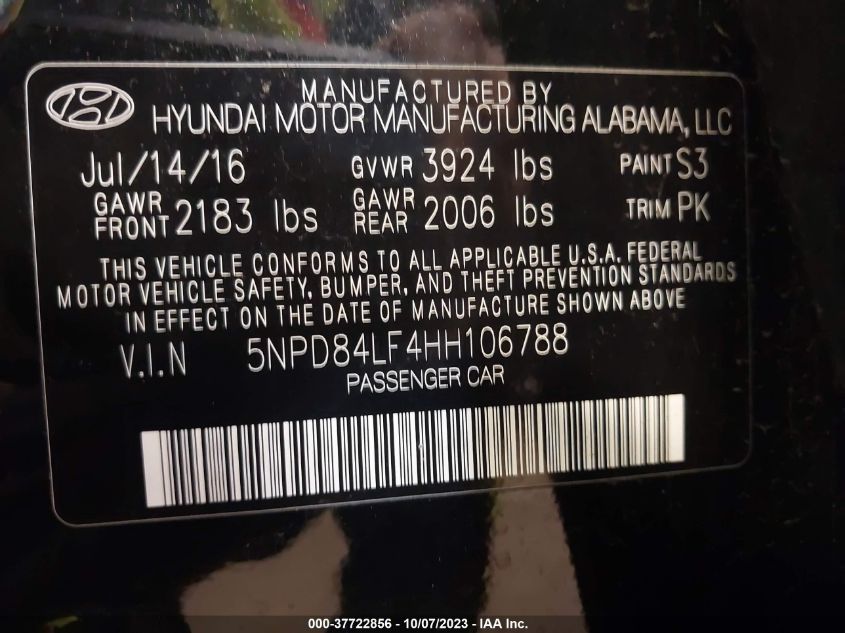 MANUFACTURED BY
HYUNDAI MOTOR MANUFACTURING ALABAMA, LLC
Jul/14/16 GVWR 3924 lbs PAINT S3
GAWR FRONT 2183 lbs GAWR REAR 2006 lbs TRIM PK
THIS VEHICLE CONFORMS TO ALL APPLICABLE U.S.A. FEDERAL
MOTOR VEHICLE SAFETY, BUMPER, AND THEFT PREVENTION STANDARDS
IN EFFECT ON THE DATE OF MANUFACTURE SHOWN ABOVE
V.I.N 5NPD84LF4HH106788
PASSENGER CAR
000-37722856 - 10/07/2023 - IAA Inc.